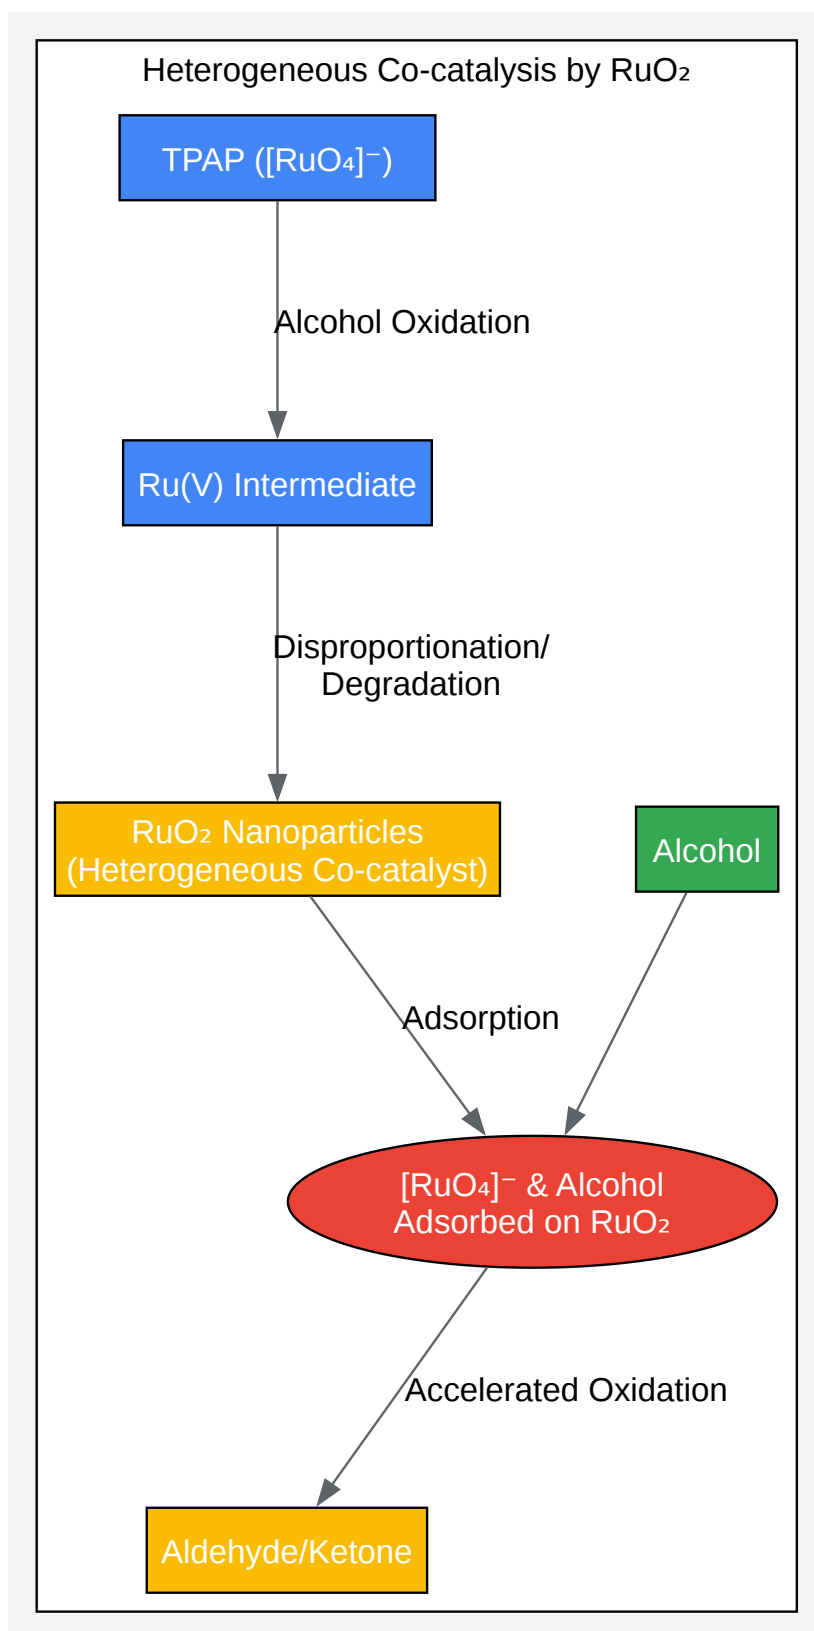 Heterogeneous Co-catalysis by RuO₂
TPAP ([RuO₄]⁻)
Alcohol Oxidation
Ru(V) Intermediate
Disproportionation/
Degradation
RuO₂ Nanoparticles
(Heterogeneous Co-catalyst)
Alcohol
Adsorption
[RuO₄]⁻ & Alcohol
Adsorbed on RuO₂
Accelerated Oxidation
Aldehyde/Ketone